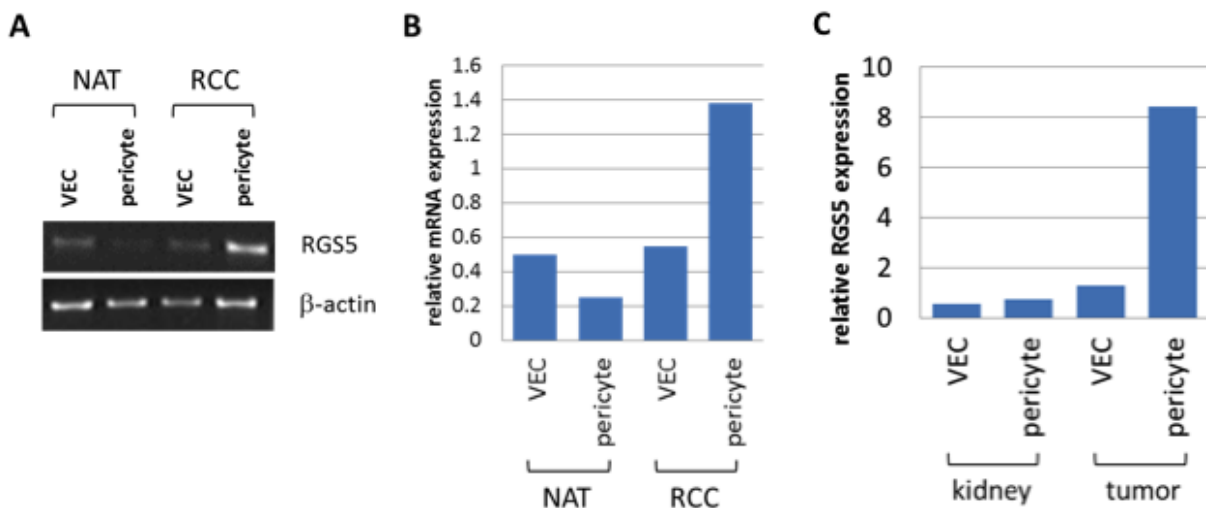 A
NAT RCC
VEC
pericyte
VEC
pericyte
RGS5
β-actin
B
relative mRNA expression
1.6
1.4
1.2
1
0.8
0.6
0.4
0.2
0
VEC
pericyte
VEC
pericyte
NAT RCC
C
relative RGS5 expression
10
8
6
4
2
0
VEC
pericyte
VEC
pericyte
kidney tumor